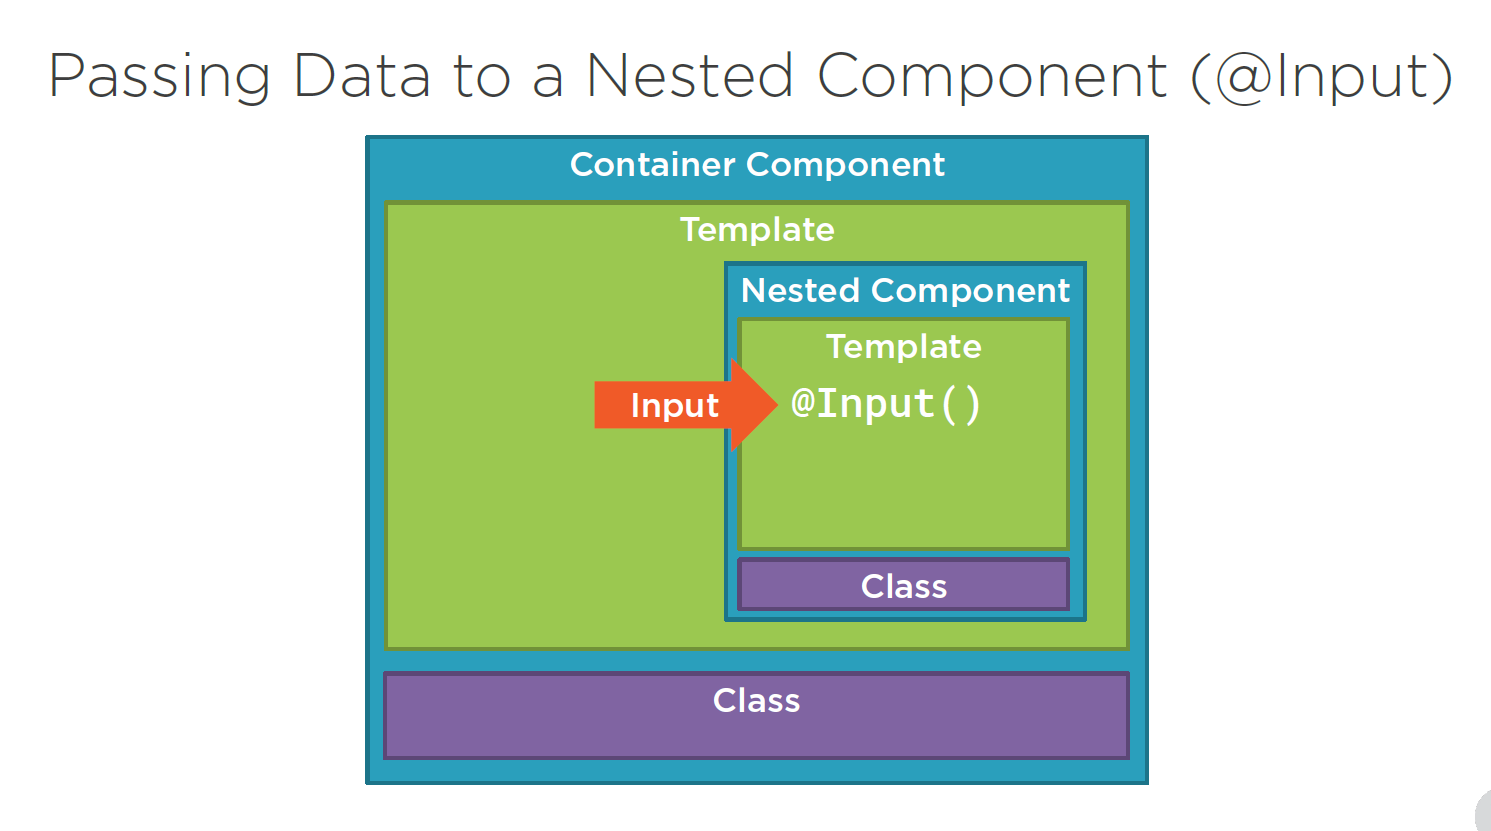 Passing Data to a Nested Component (@Input)
Container Component
Template
Nested Component
Template
Input
@Input()
Class
Class